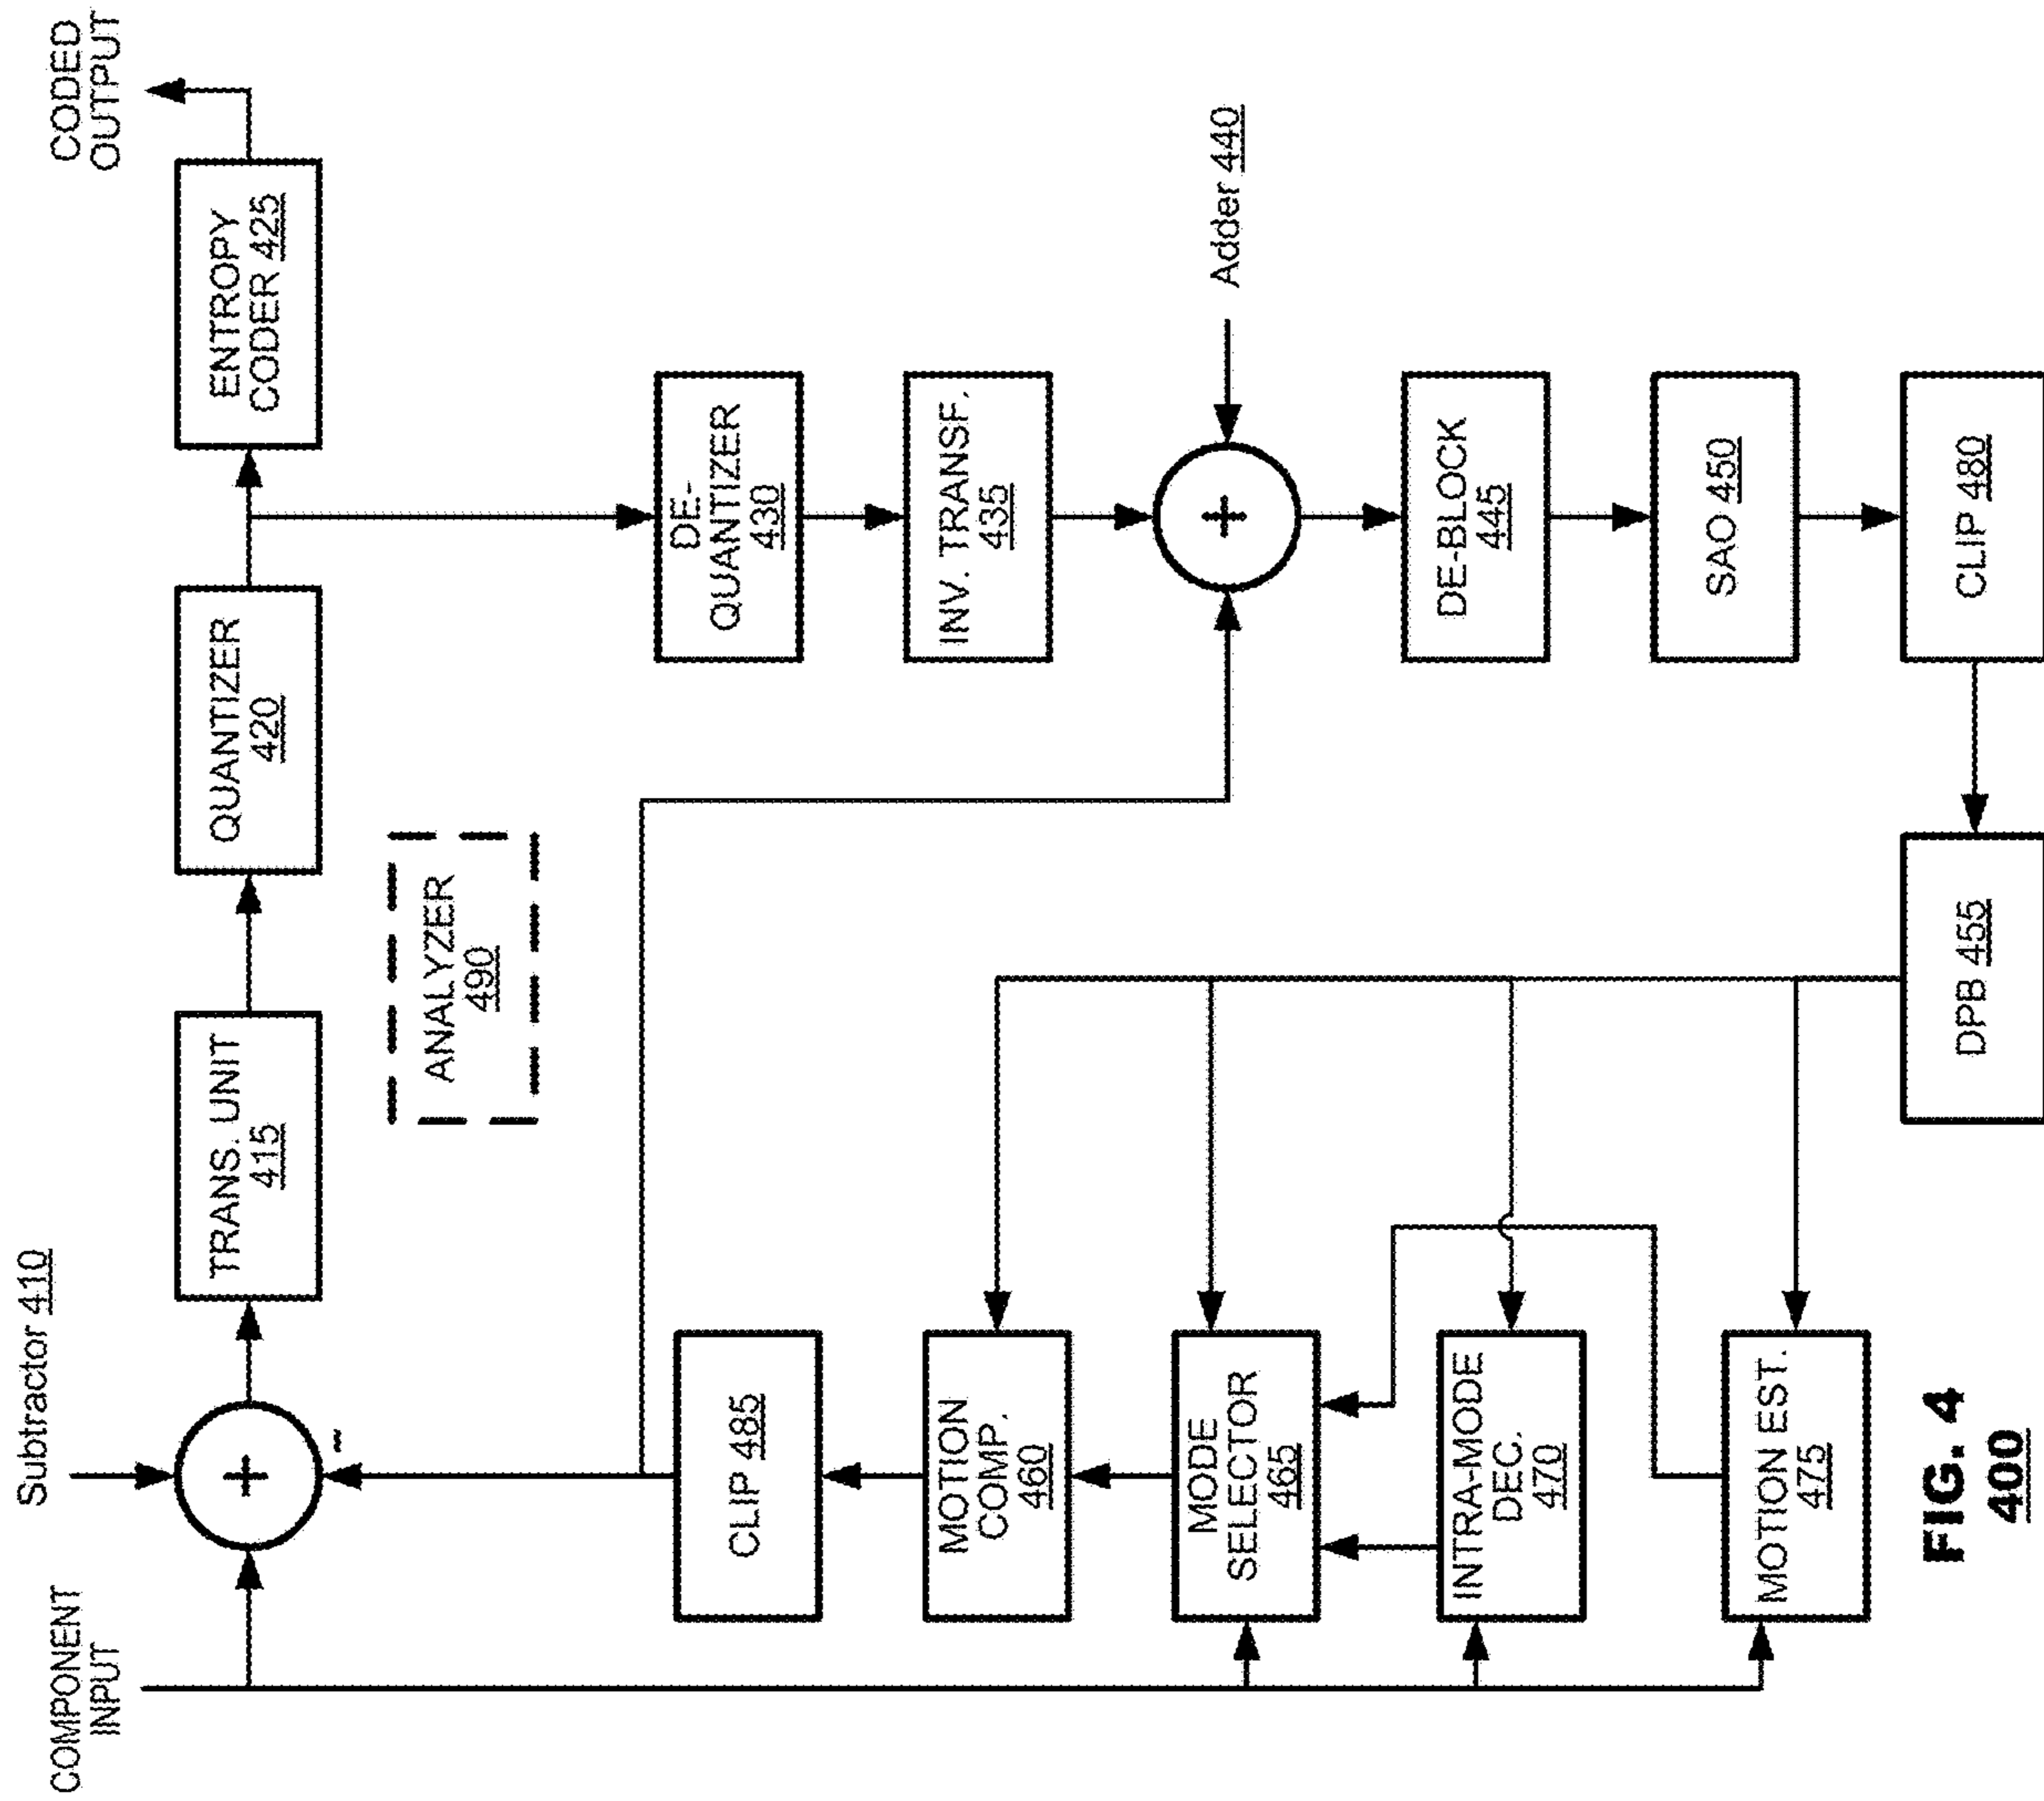 COMPONENT
INPUT
Subtractor 410
+
-
TRANS. UNIT
415
QUANTIZER
420
ENTROPY
CODER 425
CODED
OUTPUT
ANALYZER
490
DE.-
QUANTIZER
430
INV. TRANSF.
435
+
Adder 440
DE-BLOCK
445
SAO 450
CLIP 480
DPB 455
CLIP 485
MOTION
COMP.
460
MODE
SELECTOR
465
INTRA-MODE
DEC.
470
MOTION EST.
475
FIG. 4
400